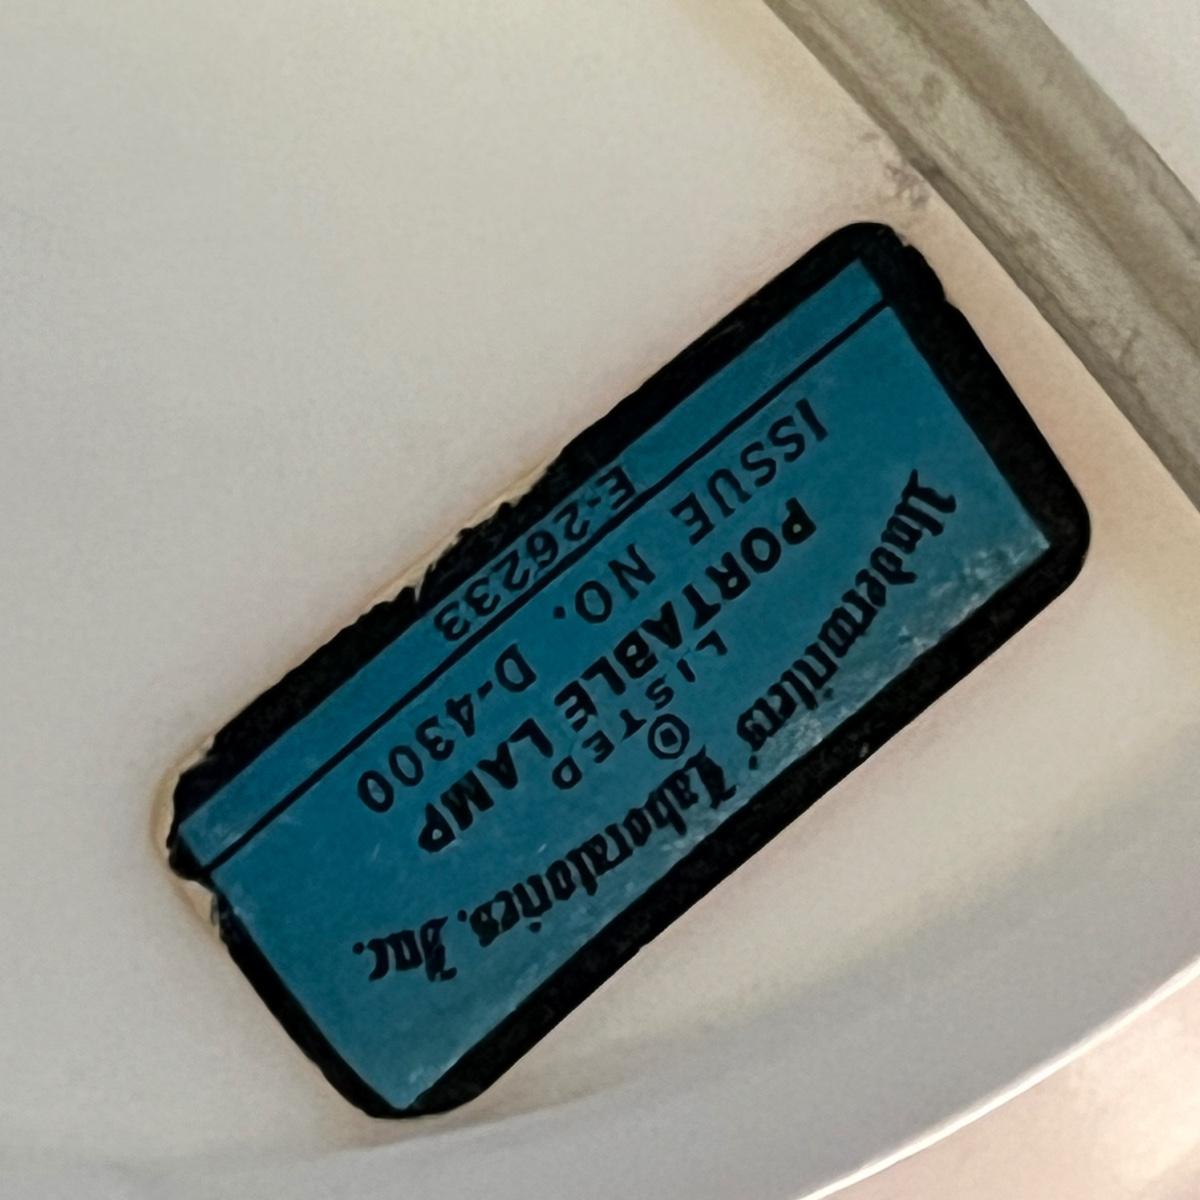 Underwriters' Laboratories, Inc.
LISTED
PORTABLE LAMP
ISSUE NO. D-4300
E-26233